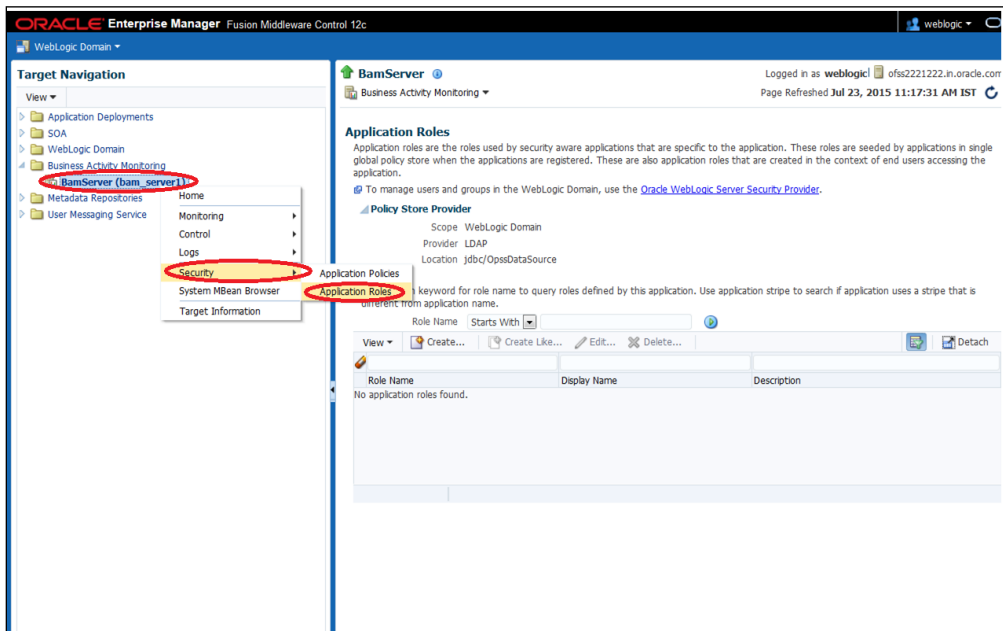 ORACLE Enterprise Manager Fusion Middleware Control 12c
weblogic
WebLogic Domain
Target Navigation
View
Application Deployments
SOA
WebLogic Domain
Business Activity Monitoring
BamServer (bam_server1)
Metadata Repositories
User Messaging Service
Home
Monitoring
Control
Logs
Security
System MBean Browser
Target Information
Application Policies
Application Roles
BamServer
Logged in as weblogic
ofss2221222.in.oracle.com
Business Activity Monitoring
Page Refreshed Jul 23, 2015 11:17:31 AM IST
Application Roles
Application roles are the roles used by security aware applications that are specific to the application. These roles are seeded by applications in single
global policy store when the applications are registered. These are also application roles that are created in the context of end users accessing the
application.
To manage users and groups in the WebLogic Domain, use the Oracle WebLogic Server Security Provider.
Policy Store Provider
Scope WebLogic Domain
Provider LDAP
Location jdbc/OpssDataSource
keyword for role name to query roles defined by this application. Use application stripe to search if application uses a stripe that is
different from application name.
Role Name Starts With
View Create... Create Like... Edit... Delete... Detach
Role Name Display Name Description
No application roles found.